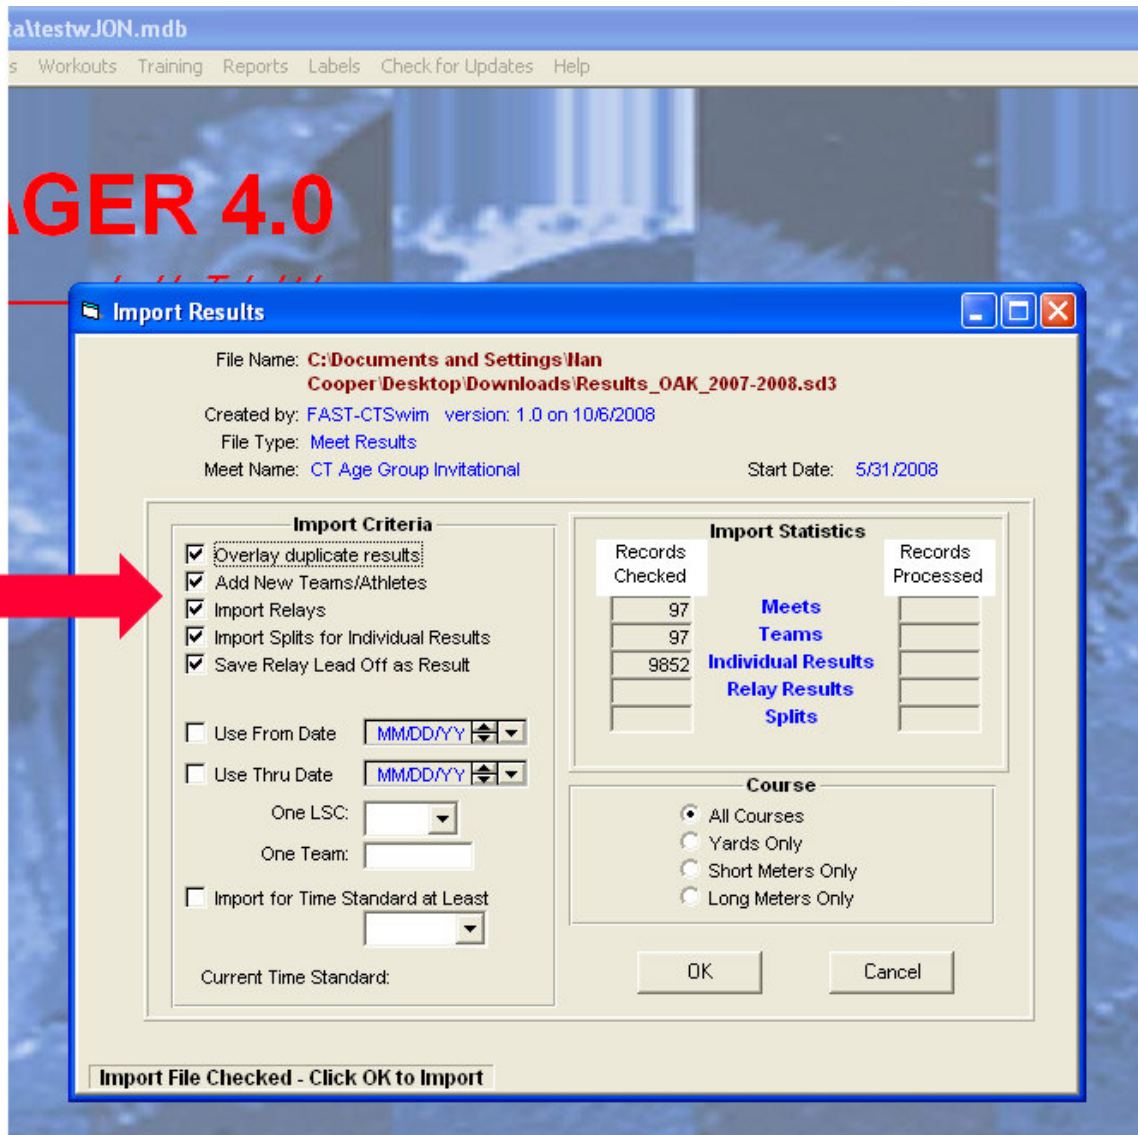 ta\testwJON.mdb
s Workouts Training Reports Labels Check for Updates Help
AGER 4.0
Import Results
File Name: C:\Documents and Settings\Nan
Cooper\Desktop\Downloads\Results_OAK_2007-2008.sd3
Created by: FAST-CTSwim version: 1.0 on 10/6/2008
File Type: Meet Results
Meet Name: CT Age Group Invitational Start Date: 5/31/2008
Import Criteria
Overlay duplicate results
Add New Teams/Athletes
Import Relays
Import Splits for Individual Results
Save Relay Lead Off as Result
Use From Date MM/DD/YY
Use Thru Date MM/DD/YY
One LSC:
One Team:
Import for Time Standard at Least
Current Time Standard:
Import Statistics
Records Records
Checked Processed
97 Meets
97 Teams
9852 Individual Results
Relay Results
Splits
Course
All Courses
Yards Only
Short Meters Only
Long Meters Only
OK Cancel
Import File Checked - Click OK to Import